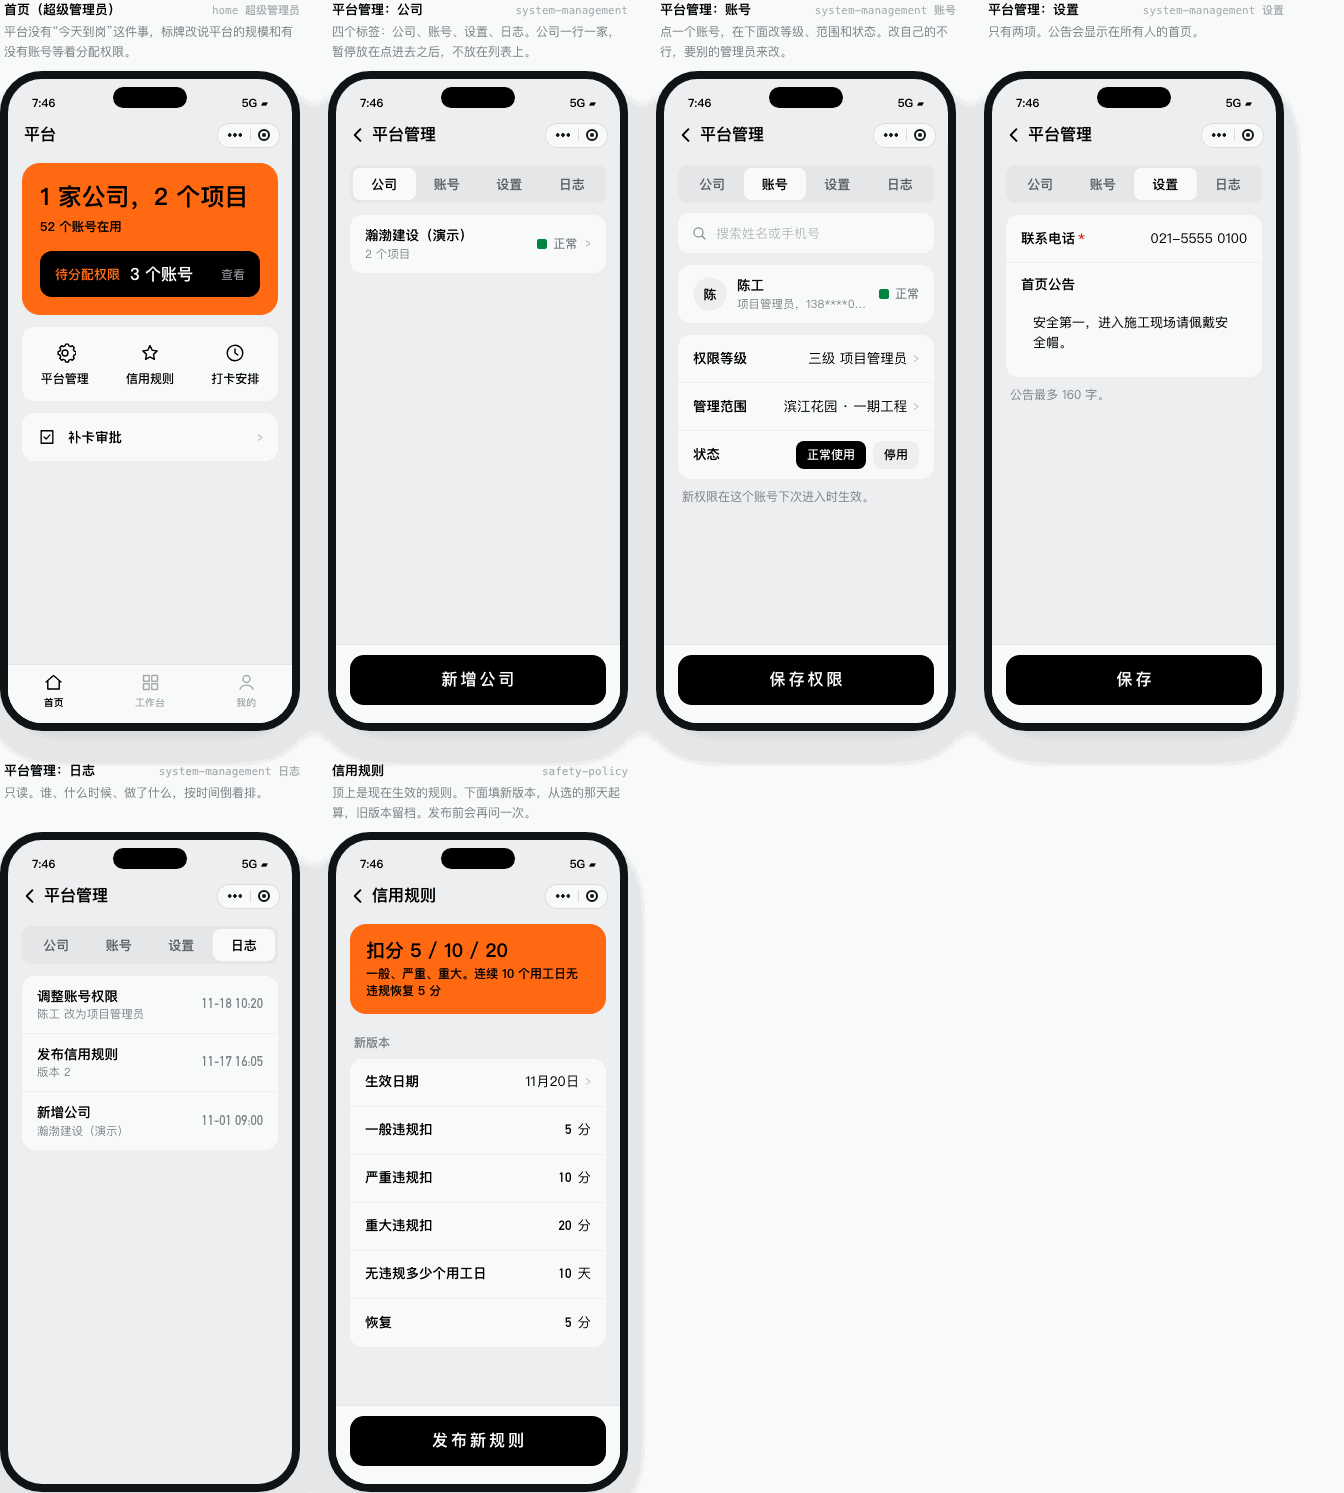 首页（超级管理员）
home 超级管理员
平台没有“今天到岗”这件事，标牌改说平台的规模和有
没有账号等着分配权限。
7:46
5G
平台
1 家公司，2 个项目
52 个账号在用
待分配权限 3 个账号 查看
平台管理 信用规则 打卡安排
补卡审批
首页 工作台 我的
平台管理：公司
system-management
四个标签：公司、账号、设置、日志。公司一行一家，
暂停放在点进去之后，不放在列表上。
7:46
5G
平台管理
公司 账号 设置 日志
瀚渤建设（演示）
2 个项目
正常
新增公司
平台管理：账号
system-management 账号
点一个账号，在下面改等级、范围和状态。改自己的不
行，要别的管理员来改。
7:46
5G
平台管理
公司 账号 设置 日志
搜索姓名或手机号
陈
陈工
项目管理员，138****0...
正常
权限等级 三级 项目管理员
管理范围 滨江花园 · 一期工程
状态 正常使用 停用
新权限在这个账号下次进入时生效。
保存权限
平台管理：设置
system-management 设置
只有两项。公告会显示在所有人的首页。
7:46
5G
平台管理
公司 账号 设置 日志
联系电话* 021-5555 0100
首页公告
安全第一，进入施工现场请佩戴安
全帽。
公告最多 160 字。
保存
平台管理：日志
system-management 日志
只读。谁、什么时候、做了什么，按时间倒着排。
7:46
5G
平台管理
公司 账号 设置 日志
调整账号权限
陈工 改为项目管理员
11-18 10:20
发布信用规则
版本 2
11-17 16:05
新增公司
瀚渤建设（演示）
11-01 09:00
信用规则
safety-policy
顶上是现在生效的规则。下面填新版本，从选的那天起
算，旧版本留档。发布前会再问一次。
7:46
5G
信用规则
扣分 5 / 10 / 20
一般、严重、重大。连续 10 个用工日无
违规恢复 5 分
新版本
生效日期 11月20日
一般违规扣 5 分
严重违规扣 10 分
重大违规扣 20 分
无违规多少个用工日 10 天
恢复 5 分
发布新规则